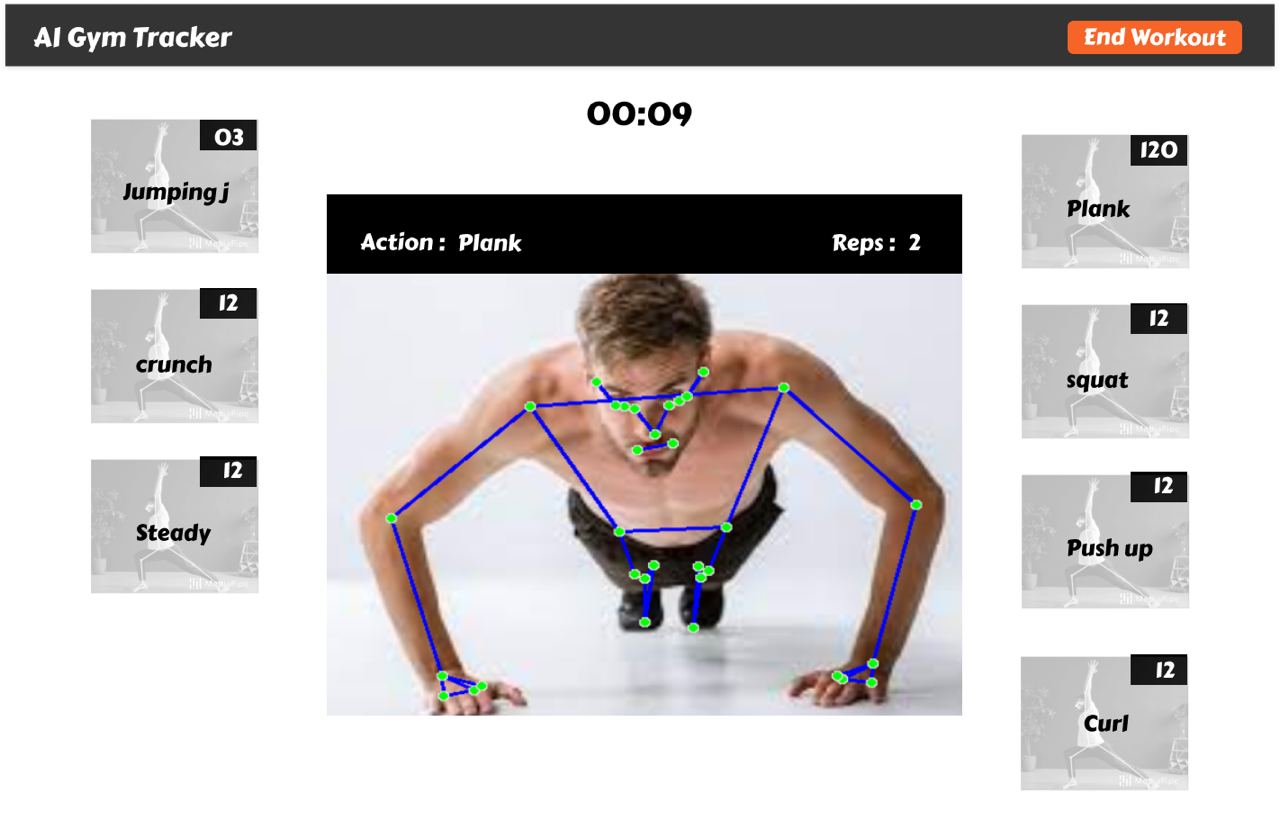 AI Gym Tracker
End Workout
00:09
03
Jumping j
12
crunch
12
Steady
Action : Plank
Reps : 2
120
Plank
12
squat
12
Push up
12
Curl